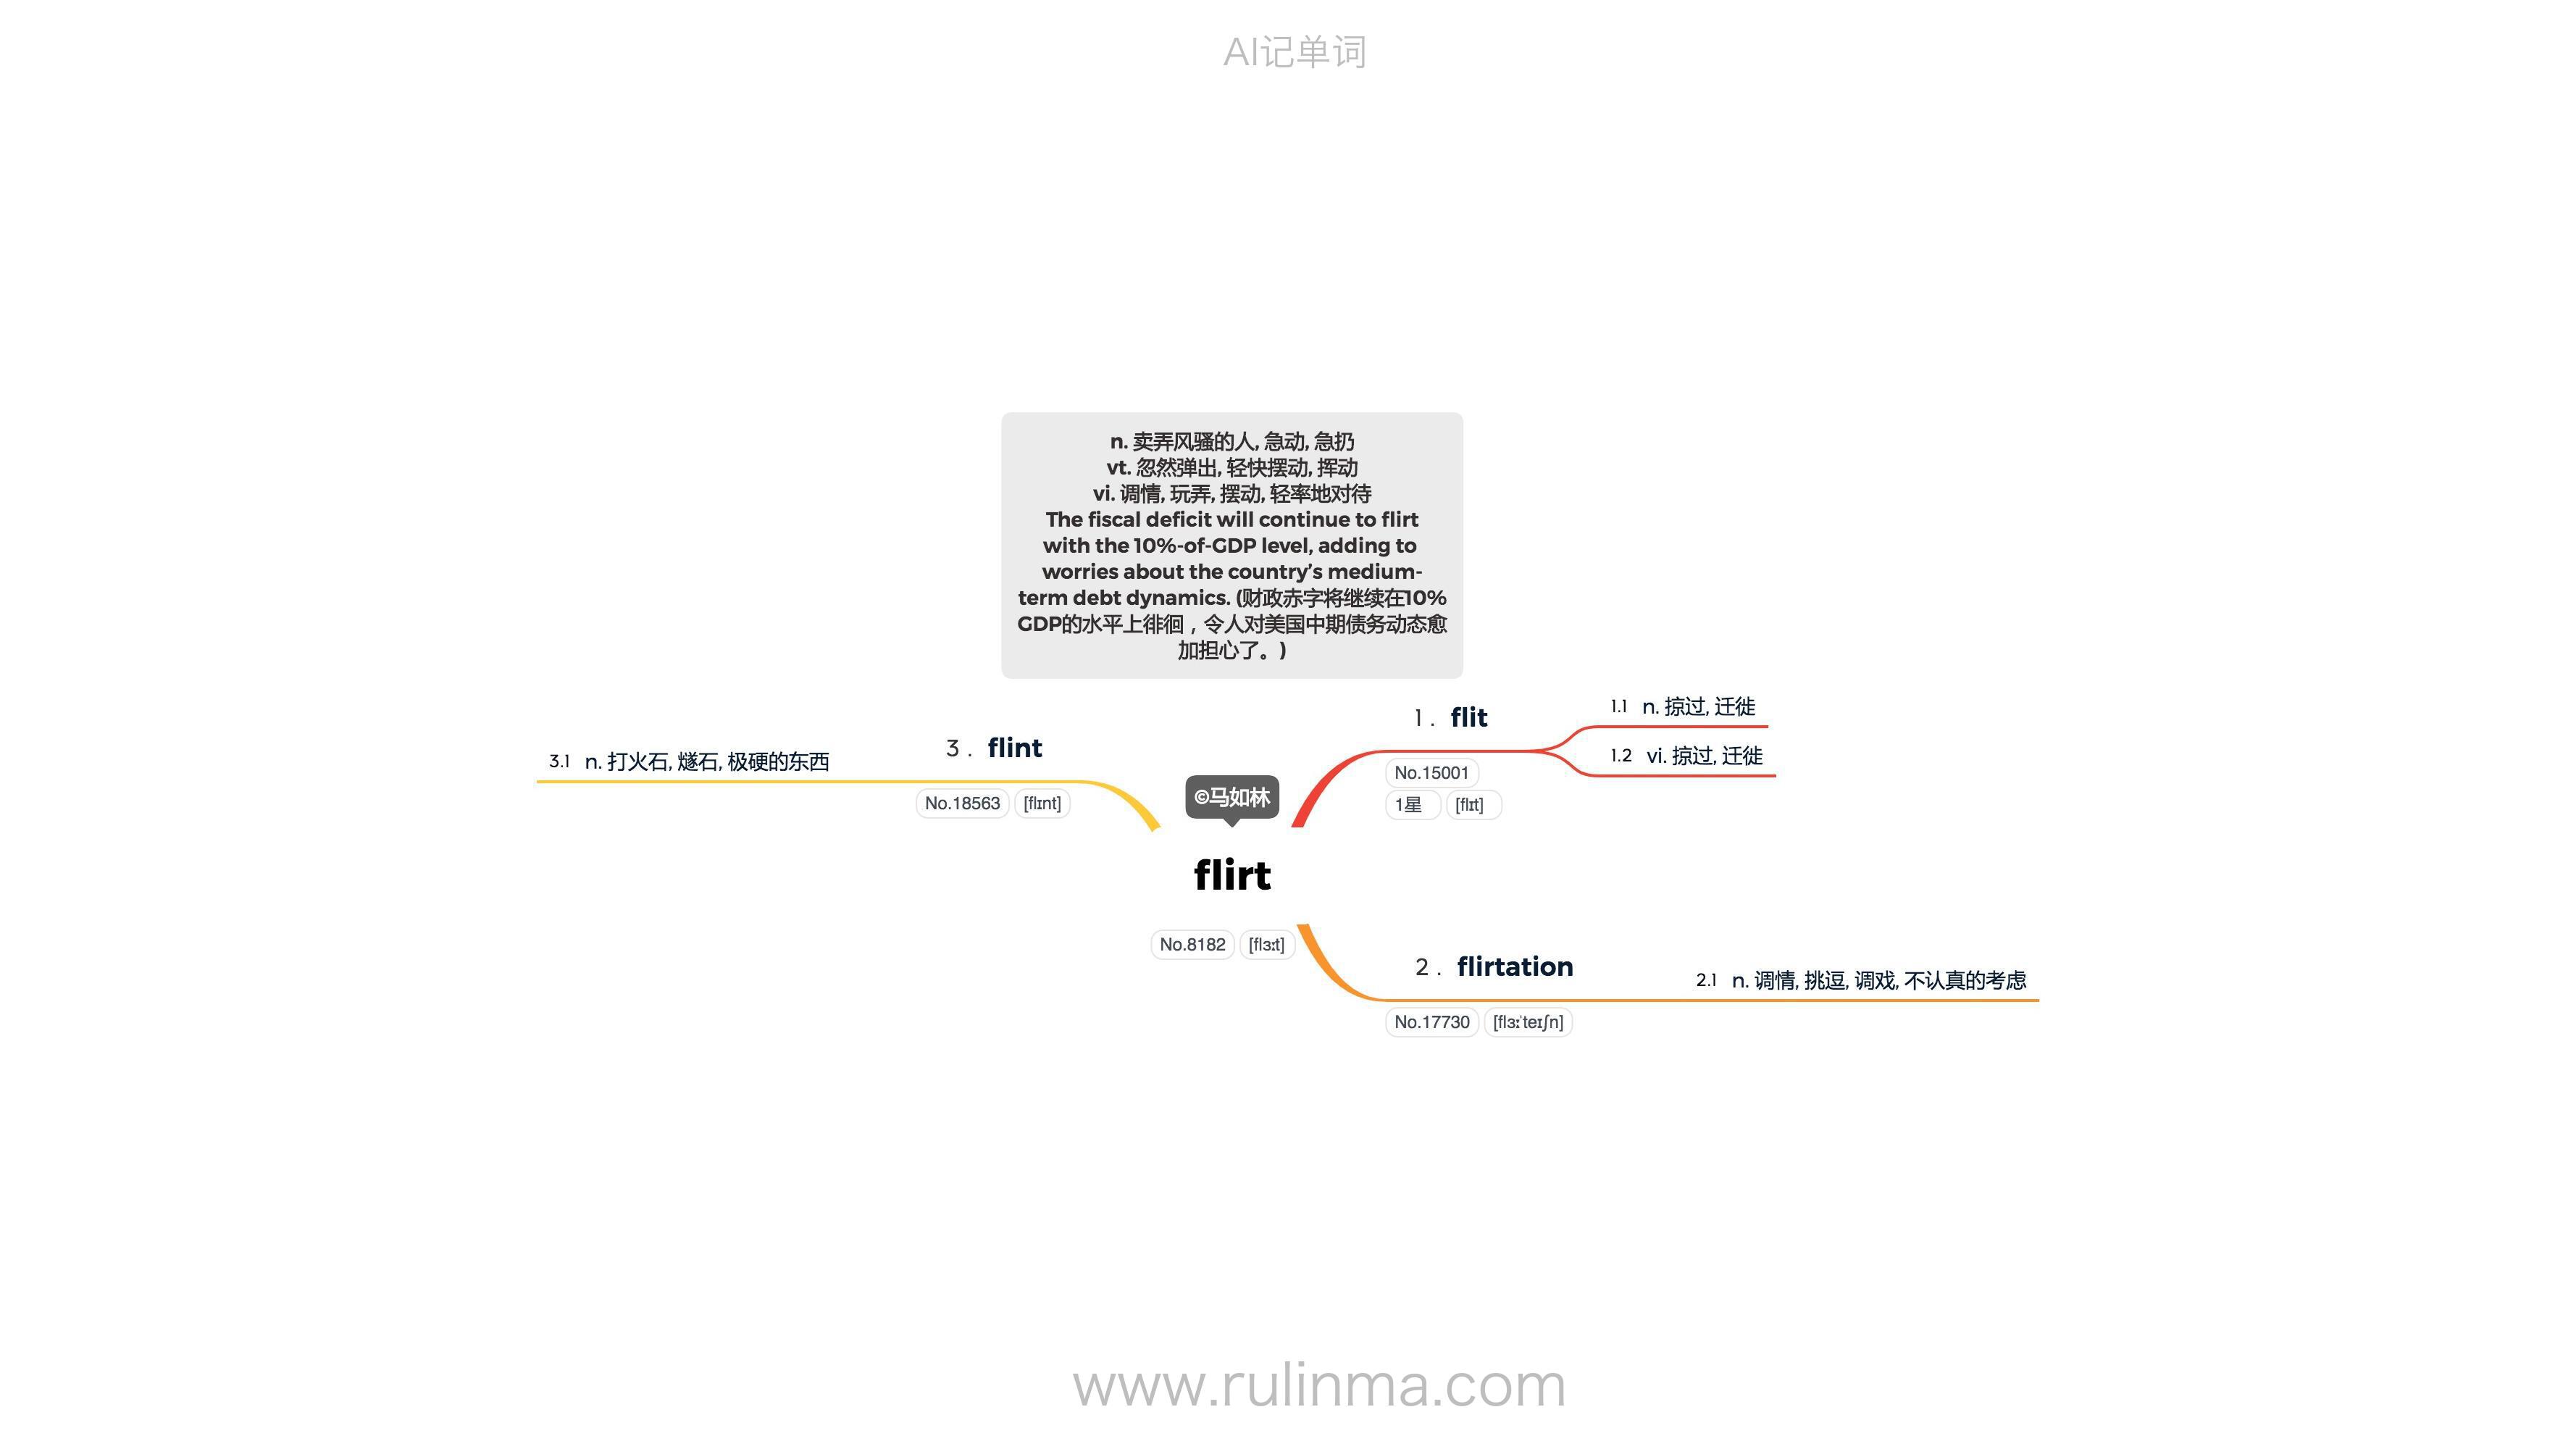 AI记单词
n. 卖弄风骚的人, 急动, 急扔
vt. 忽然弹出, 轻快摆动, 挥动
vi. 调情, 玩弄, 摆动, 轻率地对待
The fiscal deficit will continue to flirt
with the 10%-of-GDP level, adding to
worries about the country’s medium-
term debt dynamics. (财政赤字将继续在10%
GDP的水平上徘徊，令人对美国中期债务动态愈
加担心了。)
1 . flit
1.1 n. 掠过, 迁徙
1.2 vi. 掠过, 迁徙
No.15001
1星 [flɪt]
3 . flint
3.1 n. 打火石, 燧石, 极硬的东西
No.18563 [flɪnt]
©马如林
flirt
No.8182 [flɜːt]
2 . flirtation
2.1 n. 调情, 挑逗, 调戏, 不认真的考虑
No.17730 [flɜːˈteɪʃn]
www.rulinma.com